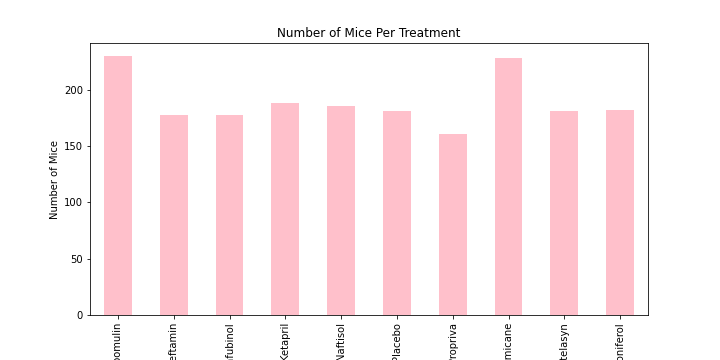 Number of Mice Per Treatment
Number of Mice
200
150
100
50
0
omulin
eftamin
fubinol
Ketapril
Naftisol
Placebo
ropriva
micane
telasyn
oniferol